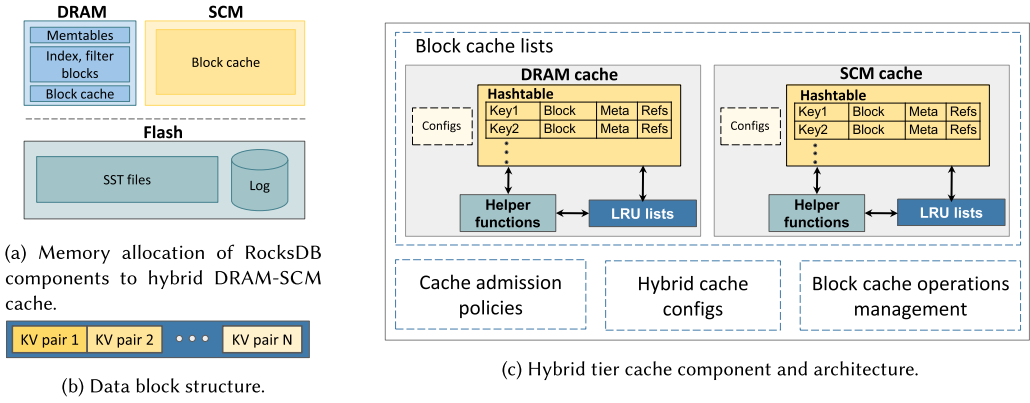 DRAM
SCM
Memtables
Index, filter
blocks
Block cache
Block cache
Flash
SST files
Log
(a) Memory allocation of RocksDB
components to hybrid DRAM-SCM
cache.
KV pair 1
KV pair 2
• • •
KV pair N
(b) Data block structure.
Block cache lists
DRAM cache
Configs
Hashtable
Key1 Block Meta Refs
Key2 Block Meta Refs
Helper
functions
LRU lists
SCM cache
Configs
Hashtable
Key1 Block Meta Refs
Key2 Block Meta Refs
Helper
functions
LRU lists
Cache admission
policies
Hybrid cache
configs
Block cache operations
management
(c) Hybrid tier cache component and architecture.